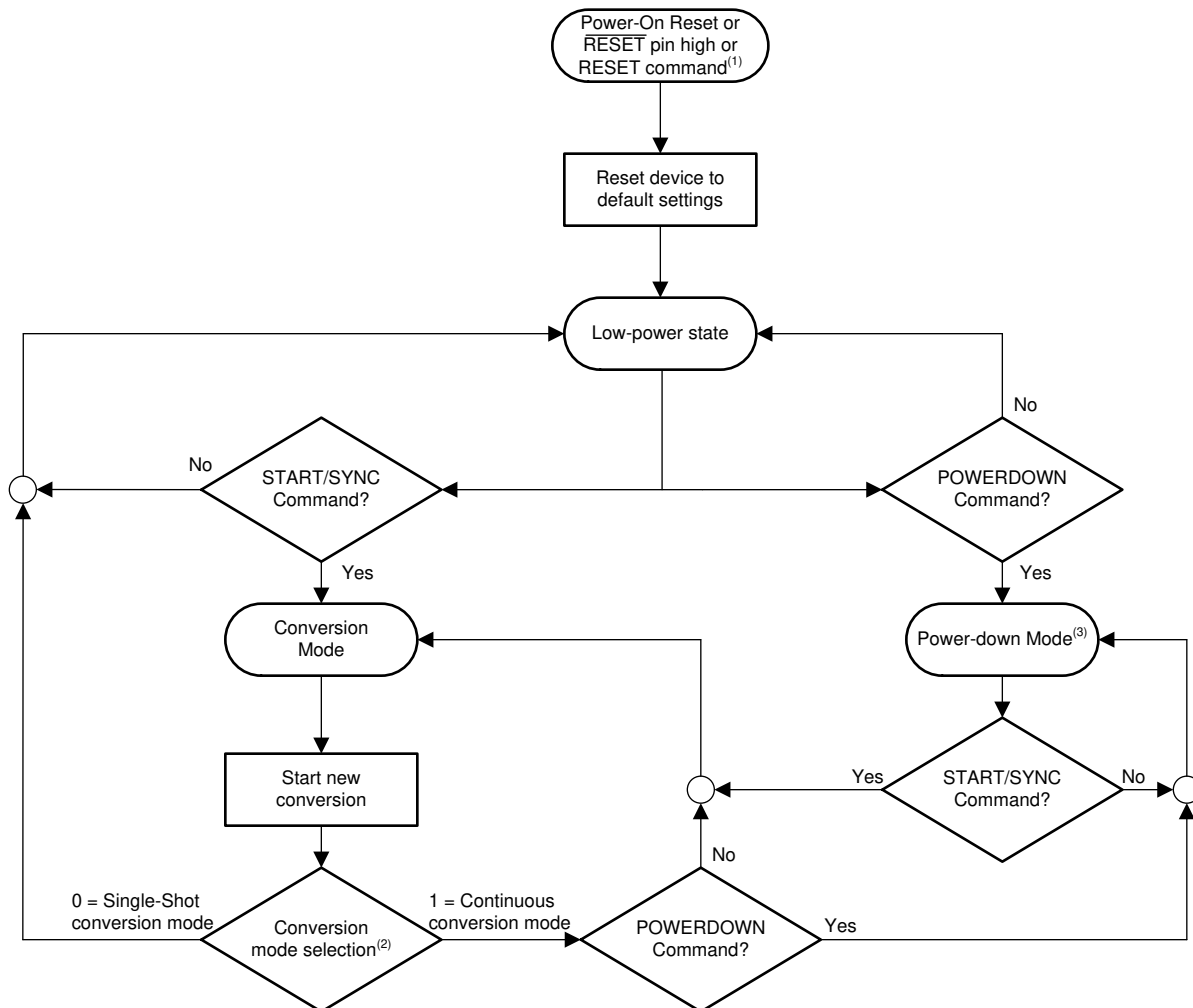 Power-On Reset or
RESET pin high or
RESET command(1)
Reset device to
default settings
Low-power state
No
START/SYNC
Command?
Yes
No
POWERDOWN
Command?
Yes
Conversion
Mode
Power-down Mode(3)
Start new
conversion
Yes
START/SYNC
Command?
No
No
0 = Single-Shot
conversion mode
Conversion
mode selection(2)
1 = Continuous
conversion mode
POWERDOWN
Command?
Yes